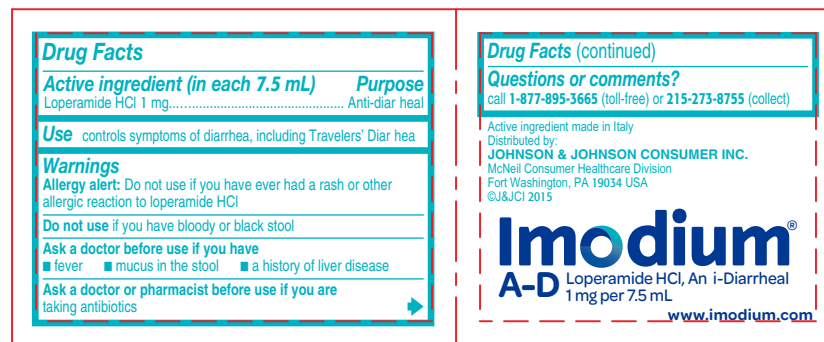 Drug Facts
Active ingredient (in each 7.5 mL) Purpose
Loperamide HCl 1 mg......................................................... Anti-diar heal
Use controls symptoms of diarrhea, including Travelers' Diar hea
Warnings
Allergy alert: Do not use if you have ever had a rash or other
allergic reaction to loperamide HCl
Do not use if you have bloody or black stool
Ask a doctor before use if you have
■ fever ■ mucus in the stool ■ a history of liver disease
Ask a doctor or pharmacist before use if you are
taking antibiotics
Drug Facts (continued)
Questions or comments?
call 1-877-895-3665 (toll-free) or 215-273-8755 (collect)
Active ingredient made in Italy
Distributed by:
JOHNSON & JOHNSON CONSUMER INC.
McNeil Consumer Healthcare Division
Fort Washington, PA 19034 USA
©J&JCI 2015
Imodium®
A-D Loperamide HCl, An i-Diarrheal
1 mg per 7.5 mL
www.imodium.com